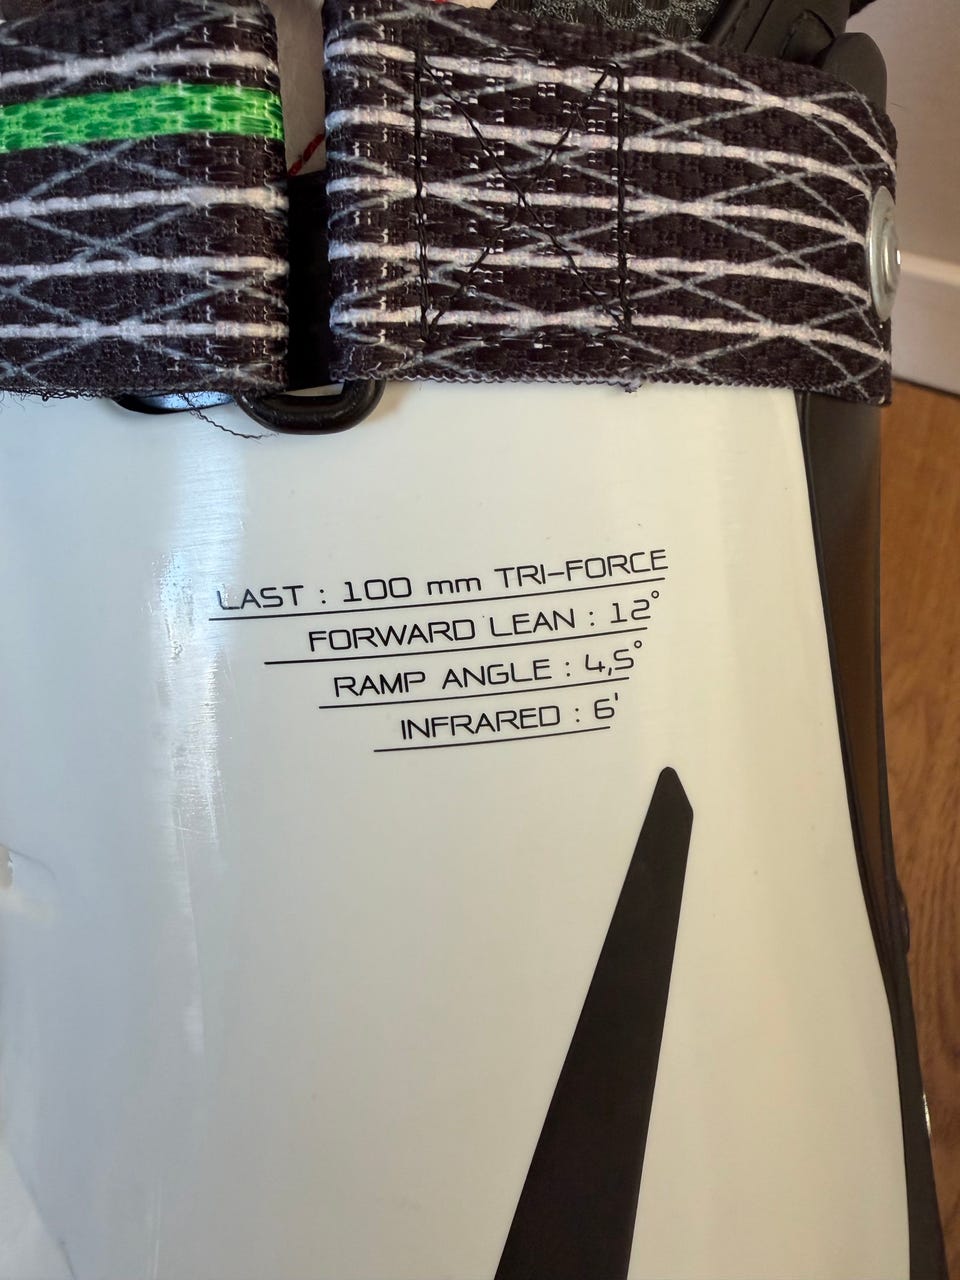 LAST : 100 mm TRI-FORCE
FORWARD LEAN : 12°
RAMP ANGLE : 4,5°
INFRARED : 6'